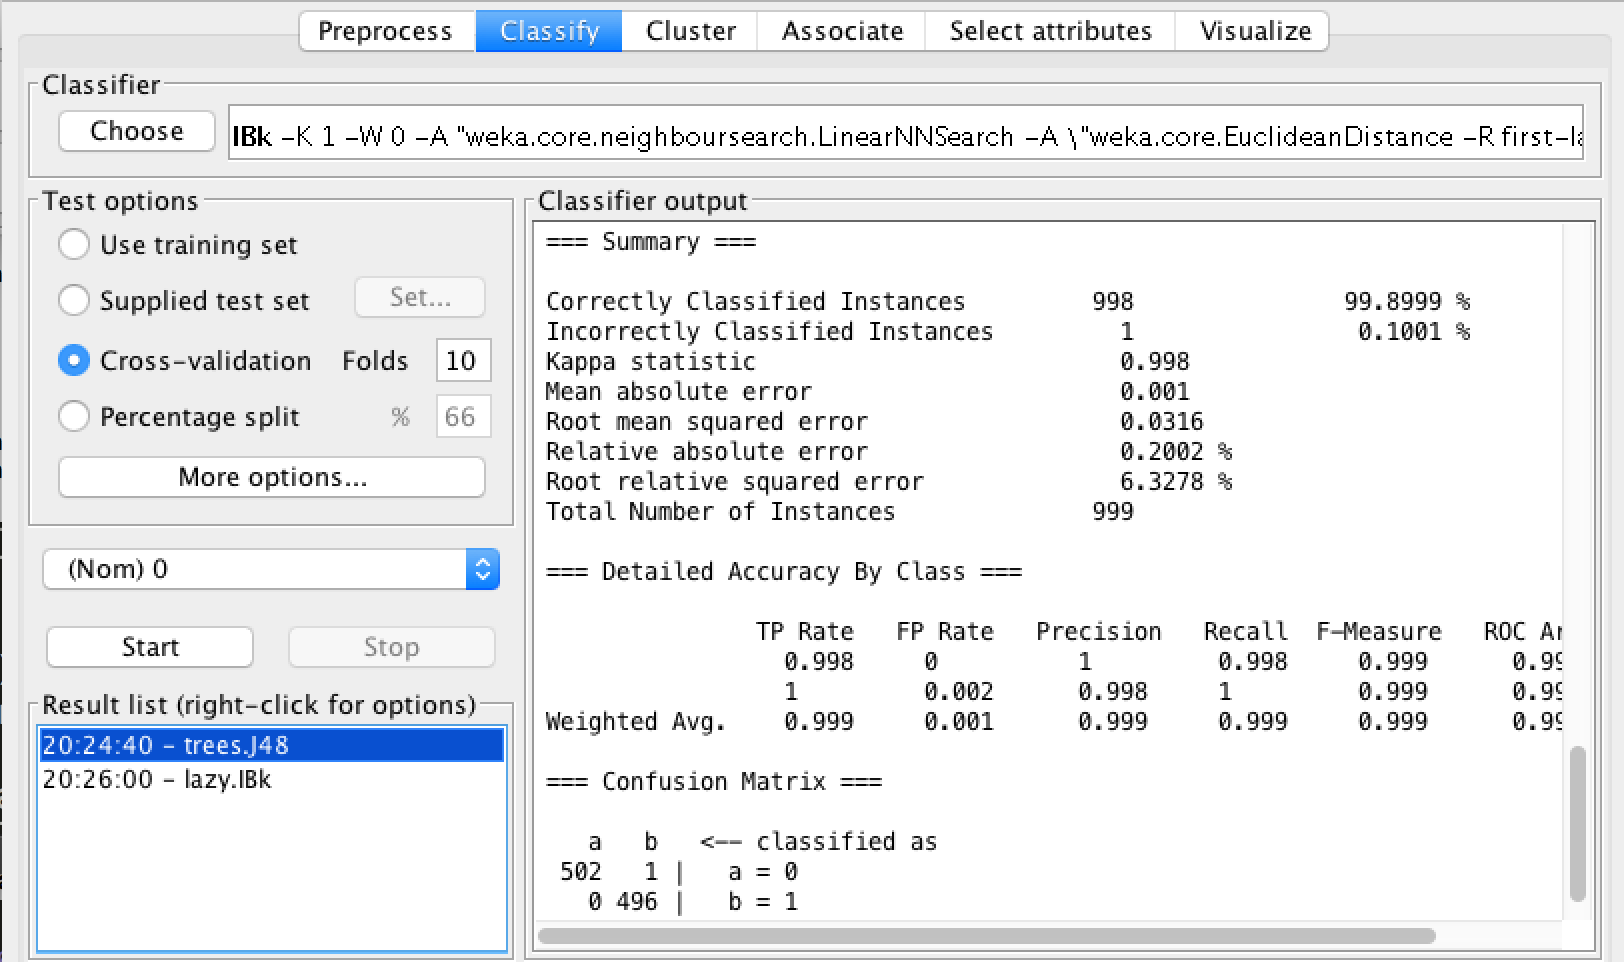 Preprocess Classify Cluster Associate Select attributes Visualize
Classifier
Choose IBk -K 1 -W 0 -A "weka.core.neighboursearch.LinearNNSearch -A \"weka.core.EuclideanDistance -R first-la
Test options
Use training set
Supplied test set Set...
Cross-validation Folds 10
Percentage split % 66
More options...
(Nom) 0
Start Stop
Result list (right-click for options)
20:24:40 - trees.J48
20:26:00 - lazy.IBk
Classifier output
=== Summary ===
Correctly Classified Instances 998 99.8999 %
Incorrectly Classified Instances 1 0.1001 %
Kappa statistic 0.998
Mean absolute error 0.001
Root mean squared error 0.0316
Relative absolute error 0.2002 %
Root relative squared error 6.3278 %
Total Number of Instances 999
=== Detailed Accuracy By Class ===
TP Rate FP Rate Precision Recall F-Measure ROC Ar
0.998 0 1 0.998 0.999 0.99
1 0.002 0.998 1 0.999 0.99
Weighted Avg. 0.999 0.001 0.999 0.999 0.999 0.99
=== Confusion Matrix ===
a b <-- classified as
502 1 | a = 0
0 496 | b = 1